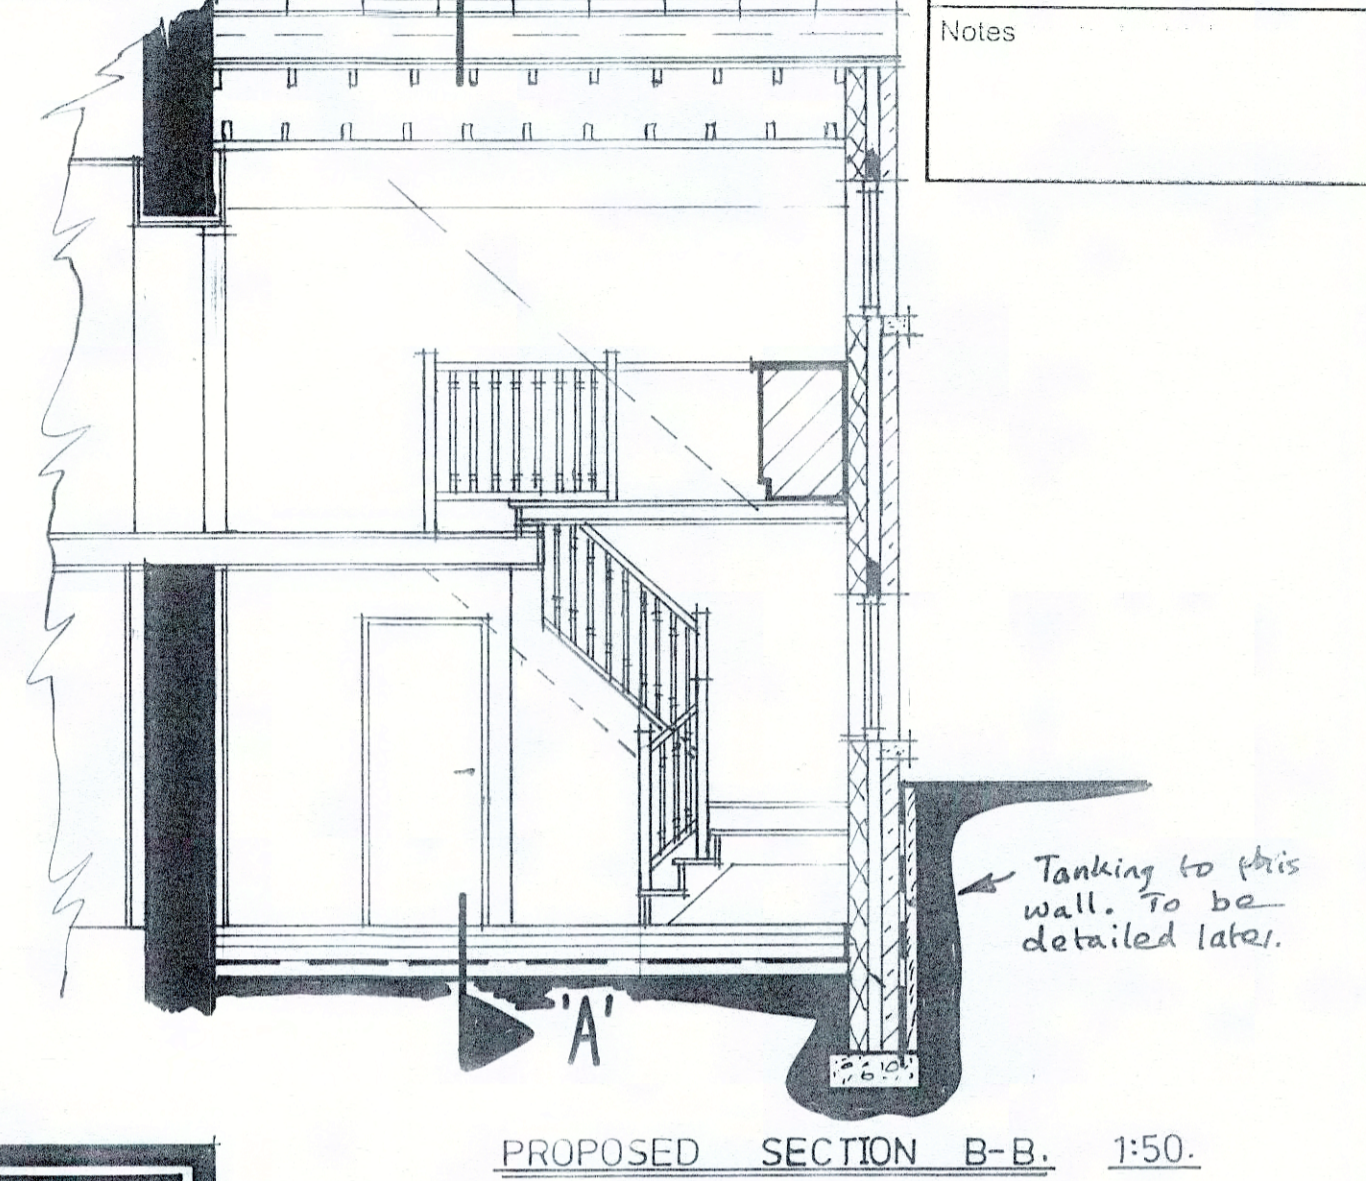 Notes
Tanking to this
wall. To be
detailed later.
'A'
PROPOSED SECTION B-B. 1:50.